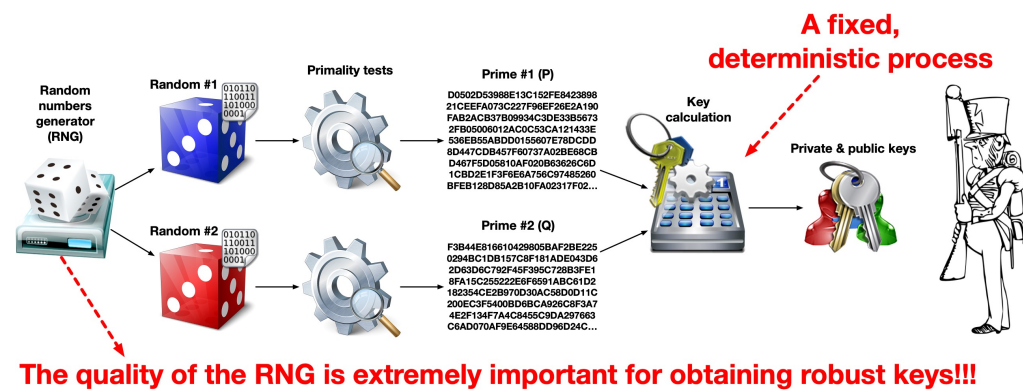 A fixed,
deterministic process
Random
numbers
generator
(RNG)
Random #1
010110
110011
101000
0001
Primality tests
Prime #1 (P)
D0502D53988E13C152FE8423898
21CEEFA073C227F96EF26E2A190
FAB2ACB37B09934C3DE33B5673
2FB05006012AC0C53CA121433E
536EB55ABDD0155607E78DCDD
8D447CDB457F60737A02BE68CB
D467F5D05810AF020B63626C6D
1CBD2E1F3F6E6A756C97485260
BFEB128D85A2B10FA02317F02...
Key
calculation
Private & public keys
Random #2
010110
110011
101000
0001
Prime #2 (Q)
F3B44E816610429805BAF2BE225
0294BC1DB157C8F181ADE043D6
2D63D6C792F45F395C728B3FE1
8FA15C255222E6F6591ABC61D2
182354CE2B970D30AC58D0D11C
200EC3F5400BD6BCA926C8F3A7
4E2F134F7A4C8455C9DA297663
C6AD070AF9E64588DD96D24C...
The quality of the RNG is extremely important for obtaining robust keys!!!